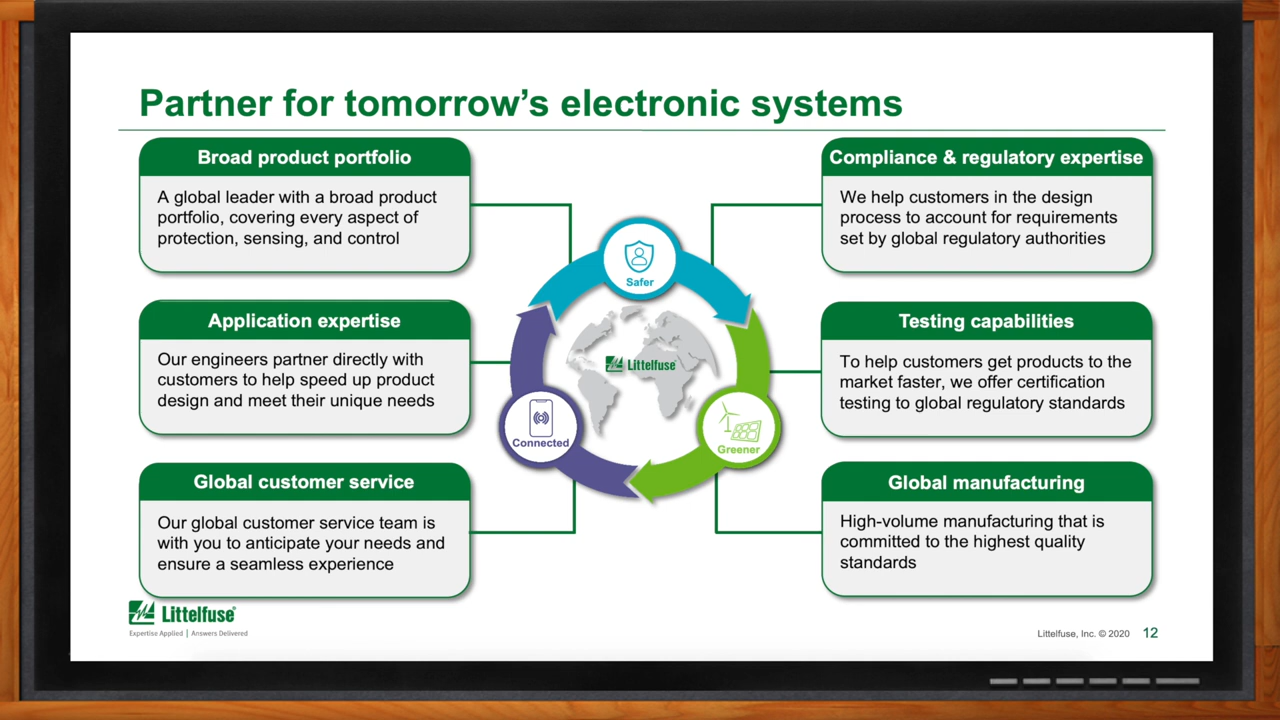 Partner for tomorrow's electronic systems
Broad product portfolio
A global leader with a broad product
portfolio, covering every aspect of
protection, sensing, and control
Application expertise
Our engineers partner directly with
customers to help speed up product
design and meet their unique needs
Global customer service
Our global customer service team is
with you to anticipate your needs and
ensure a seamless experience
Safer
Littelfuse®
Connected
Greener
Compliance & regulatory expertise
We help customers in the design
process to account for requirements
set by global regulatory authorities
Testing capabilities
To help customers get products to the
market faster, we offer certification
testing to global regulatory standards
Global manufacturing
High-volume manufacturing that is
committed to the highest quality
standards
Littelfuse®
Expertise Applied | Answers Delivered
Littelfuse, Inc. © 2020 12